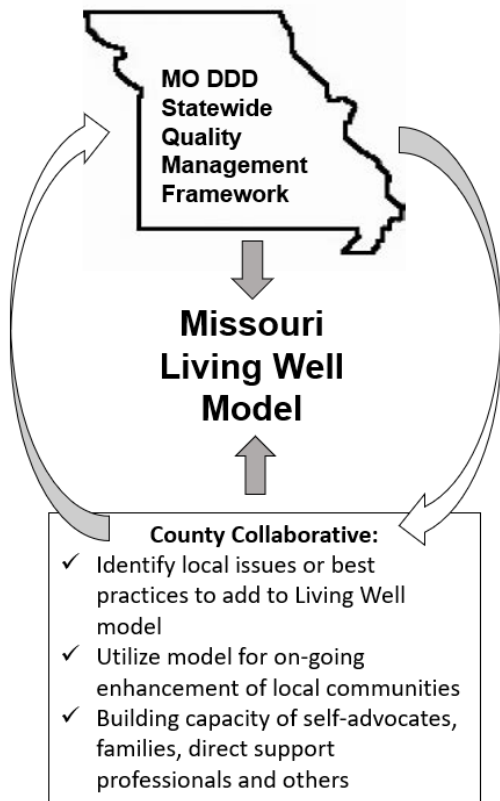 MO DDD
Statewide
Quality
Management
Framework
Missouri
Living Well
Model
County Collaborative:
✓ Identify local issues or best
practices to add to Living Well
model
✓ Utilize model for on-going
enhancement of local communities
✓ Building capacity of self-advocates,
families, direct support
professionals and others